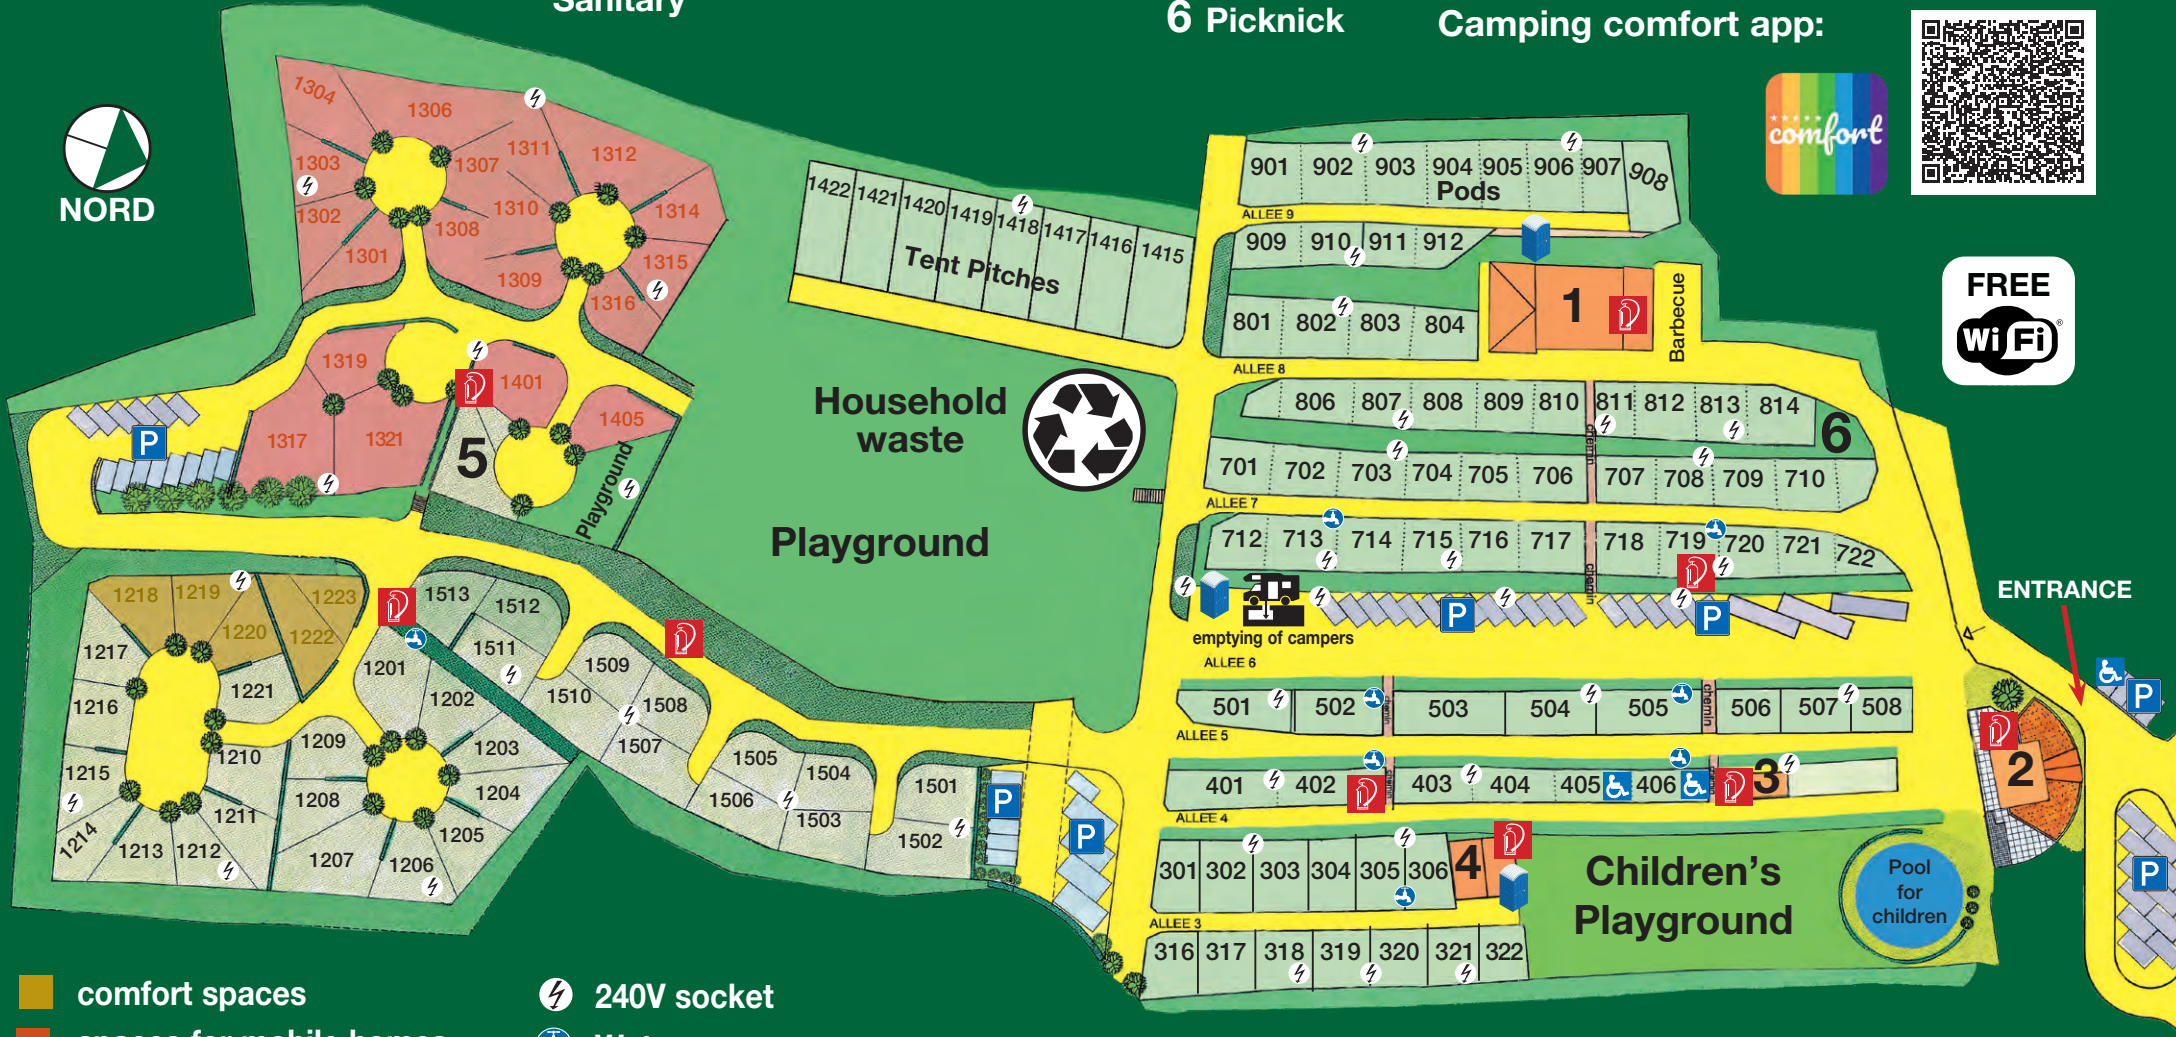 Sanitary
6 Picknick
Camping comfort app:
comfort
NORD
FREE
Wi Fi ®
ENTRANCE
1304
1306
1303
1307
1311
1312
1302
1308
1310
1314
1301
1309
1315
1316
1319
1401
1405
1317
1321
P
5
Playground
1422 1421 1420 1419 1418 1417 1416 1415
Tent Pitches
Household
waste
Playground
901 902 903 904 905 906 907 908
Pods
ALLEE 9
909 910 911 912
801 802 803 804
1
Barbecue
ALLEE 8
806 807 808 809 810 811 812 813 814
6
chemin
701 702 703 704 705 706 707 708 709 710
ALLEE 7
712 713 714 715 716 717 718 719 720 721 722
chemin
P
P
emptying of campers
ALLEE 6
501 502 503 504 505 506 507 508
chemin
chemin
ALLEE 5
401 402 403 404 405 406 3
chemin
chemin
ALLEE 4
301 302 303 304 305 306 4
ALLEE 3
316 317 318 319 320 321 322
Children's
Playground
Pool
for
children
2
P
P
1218 1219 1223
1220 1222
1217
1221
1216
1215
1210
1214
1213 1212
1211
1209
1208
1207
1206
1205
1204
1203
1202
1201
1513
1512
1511
1510
1509
1508
1507
1505
1504
1506
1503
1501
1502
P
P
comfort spaces
240V socket